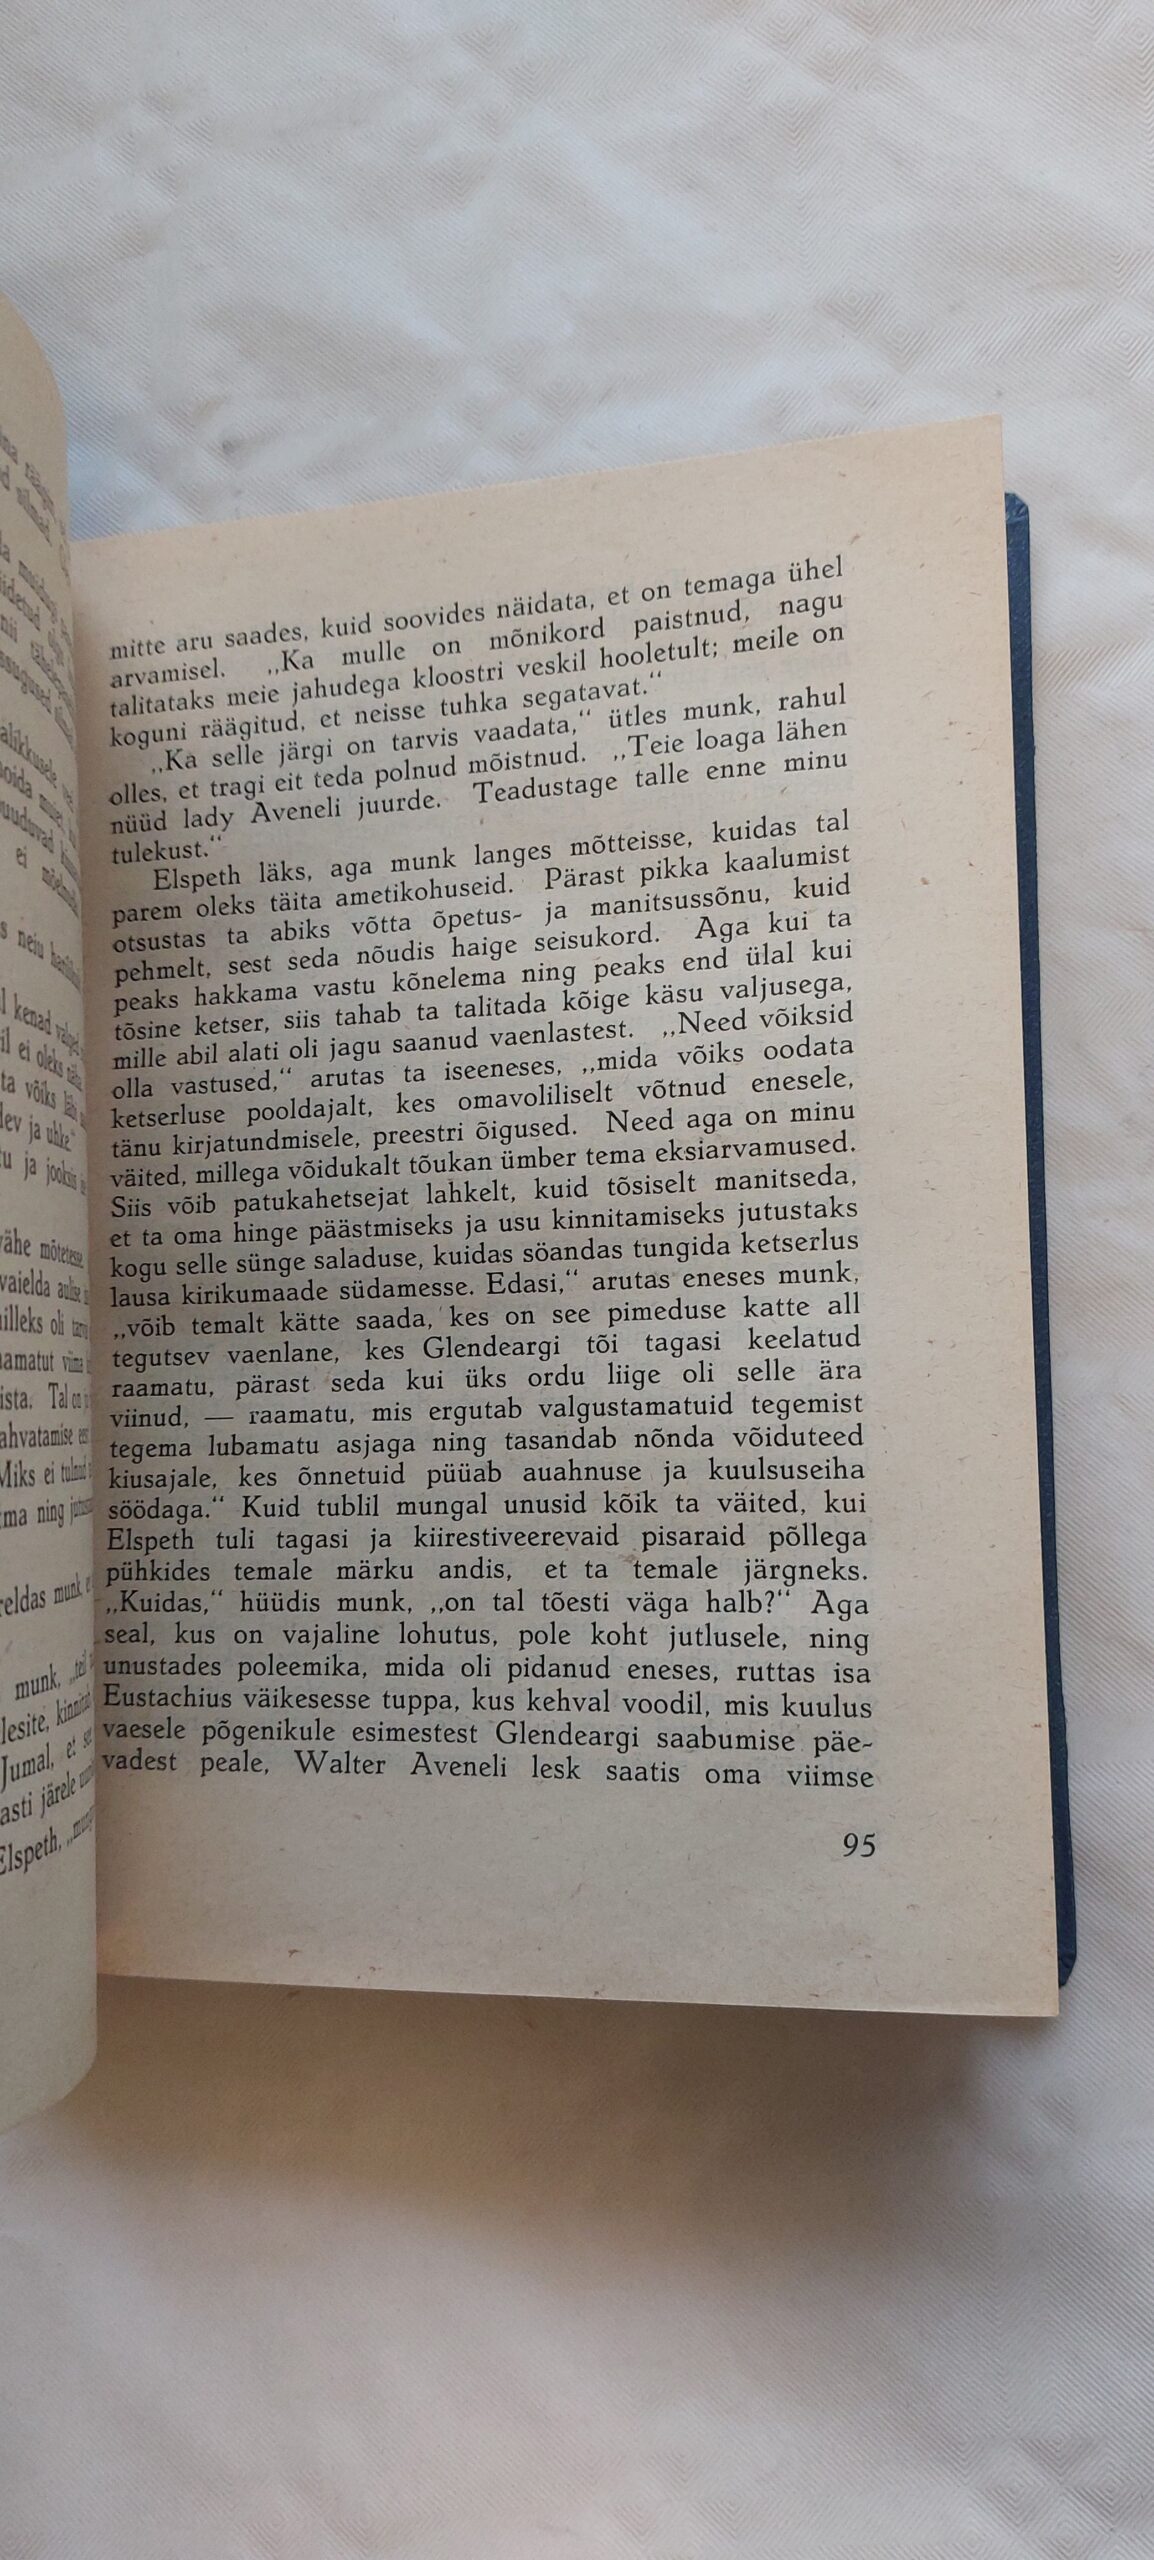 mitte aru saades, kuid soovides näidata, et on temaga ühel
arvamisel. „Ka mulle on mõnikord paistnud, nagu
talitataks meie jahudega kloostri veskil hooletult; meile on
koguni räägitud, et neisse tuhka segatavat.“
„Ka selle järgi on tarvis vaadata,“ ütles munk, rahul
olles, et tragi eit teda polnud mõistnud. „Teie loaga lähen
nüüd lady Aveneli juurde. Teadustage talle enne minu
tulekust.“
Elspeth läks, aga munk langes mõtteisse, kuidas tal
parem oleks täita ametikohuseid. Pärast pikka kaalumist
otsustas ta abiks võtta õpetus- ja manitsussõnu, kuid
pehmelt, sest seda nõudis haige seisukord. Aga kui ta
peaks hakkama vastu kõnelema ning peaks end ülal kui
tõsine ketser, siis tahab ta talitada kõige käsu valjusega,
mille abil alati oli jagu saanud vaenlastest. „Need võiksid
olla vastused,“ arutas ta iseeneses, „mida võiks oodata
ketserluse pooldajalt, kes omavoliliselt võtnud enesele,
tänu kirjatundmisele, preestri õigused. Need aga on minu
väited, millega võidukalt tõukan ümber tema eksiarvamused.
Siis võib patukahetsejat lahkelt, kuid tõsiselt manitseda,
et ta oma hinge päästmiseks ja usu kinnitamiseks jutustaks
kogu selle sünge saladuse, kuidas söandas tungida ketserlus
lausa kirikumaade südamesse. Edasi,“ arutas eneses munk,
„võib temalt kätte saada, kes on see pimeduse katte all
tegutsev vaenlane, kes Glendeargi tõi tagasi keelatud
raamatu, pärast seda kui üks ordu liige oli selle ära
viinud, — raamatu, mis ergutab valgustamatuid tegemist
tegema lubamatu asjaga ning tasandab nõnda võiduteed
kiusajale, kes õnnetuid püüab auahnuse ja kuulsuseiha
söödaga.“ Kuid tublil mungal unusid kõik ta väited, kui
Elspeth tuli tagasi ja kiirestiveerevaid pisaraid põllega
pühkides temale märku andis, et ta temale järgneks.
„Kuidas,“ hüüdis munk, „on tal tõesti väga halb?“ Aga
seal, kus on vajaline lohutus, pole koht jutlusele, ning
unustades poleemika, mida oli pidanud eneses, ruttas isa
Eustachius väikesesse tuppa, kus kehval voodil, mis kuulus
vaesele põgenikule esimestest Glendeargi saabumise päe-
vadest peale, Walter Aveneli lesk saatis oma viimse
95